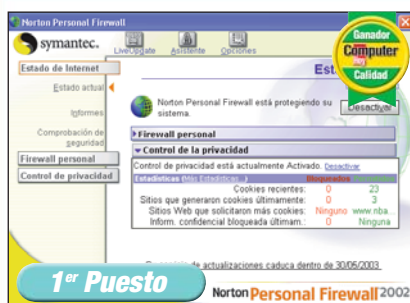 Norton Personal Firewall
symantec.
LiveUpdate Asistente Opciones
Ganador
Computer
hoy
Calidad
Estado de Internet
Est
Estado actual
Informes
Comprobación de
seguridad
Firewall personal
Control de privacidad
Norton Personal Firewall está protegiendo su
sistema.
Desactivar
Firewall personal
Control de la privacidad
Control de privacidad está actualmente Activado. Desactivar
Estadísticas (Más Estadísticas...) Bloqueados
Cookies recientes: 0 23
Sitios que generaron cookies últimamente: 0 3
Sitios Web que solicitaron más cookies: Ninguno www.nba...
Inform. confidencial bloqueada últimam.: 0 Ninguna
de actualizaciones caduca dentro de 30/05/2003
1er Puesto
Norton Personal Firewall 2002